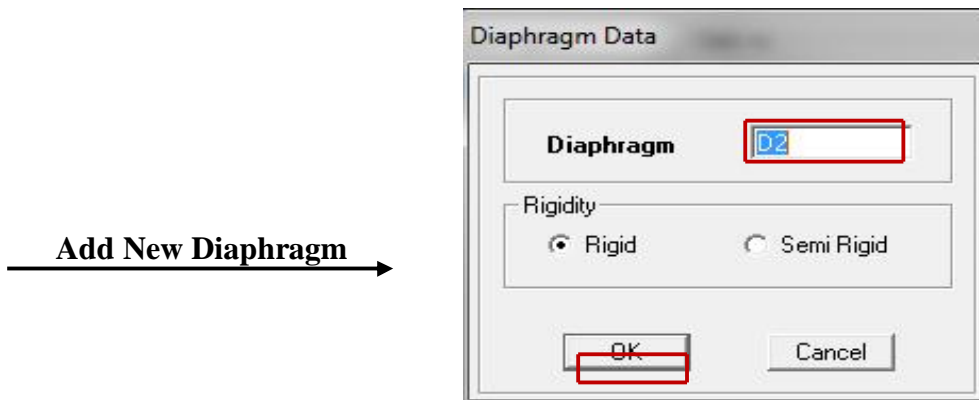 Diaphragm Data
Diaphragm D2
Rigidity
Rigid Semi Rigid
Add New Diaphragm
OK Cancel